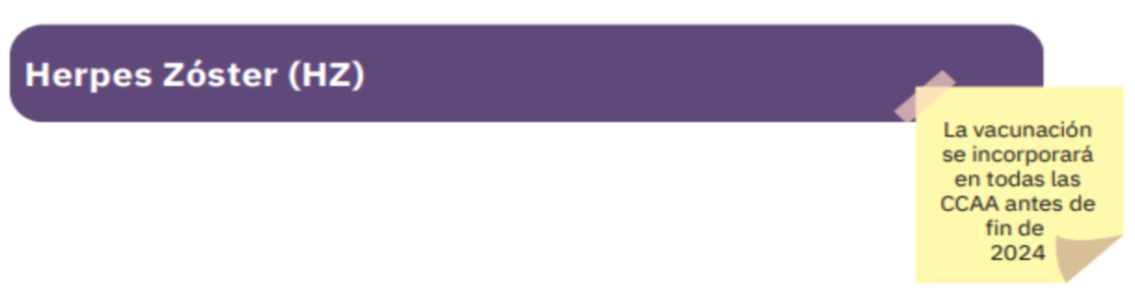 Herpes Zóster (HZ)
La vacunación
se incorporará
en todas las
CCAA antes de
fin de
2024